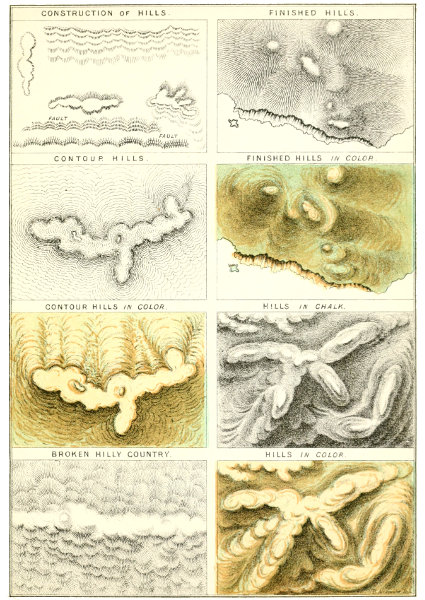 CONSTRUCTION OF HILLS.
FINISHED HILLS.
FAULT
FAULT
CONTOUR HILLS.
FINISHED HILLS IN COLOR
CONTOUR HILLS IN COLOR
HILLS IN CHALK.
BROKEN HILLY COUNTRY.
HILLS IN COLOR.